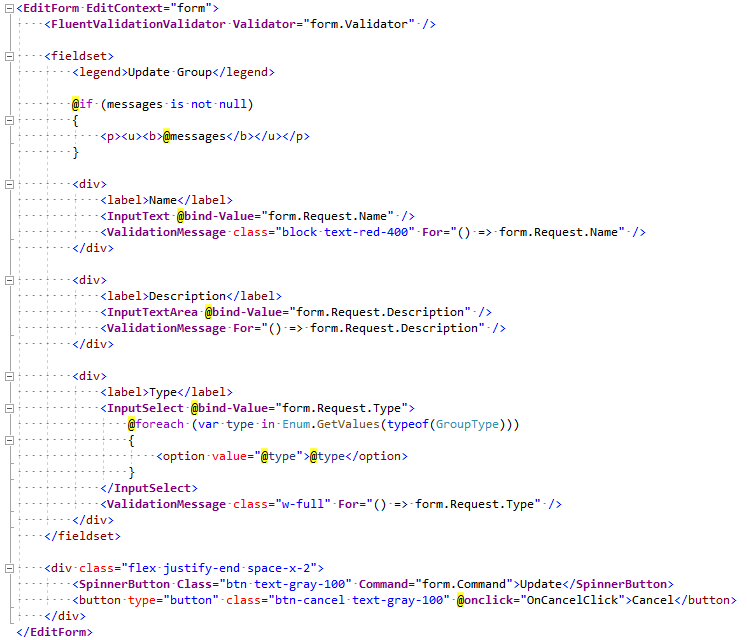 <EditForm EditContext="form">
    <FluentValidationValidator Validator="form.Validator" />

    <fieldset>
        <legend>Update Group</legend>

        @if (messages is not null)
        {
            <p><u><b>@messages</b></u></p>
        }

        <div>
            <label>Name</label>
            <InputText @bind-Value="form.Request.Name" />
            <ValidationMessage class="block text-red-400" For="() => form.Request.Name" />
        </div>

        <div>
            <label>Description</label>
            <InputTextArea @bind-Value="form.Request.Description" />
            <ValidationMessage For="() => form.Request.Description" />
        </div>

        <div>
            <label>Type</label>
            <InputSelect @bind-Value="form.Request.Type">
                @foreach (var type in Enum.GetValues(typeof(GroupType)))
                {
                    <option value="@type">@type</option>
                }
            </InputSelect>
            <ValidationMessage class="w-full" For="() => form.Request.Type" />
        </div>
    </fieldset>

    <div class="flex justify-end space-x-2">
        <SpinnerButton Class="btn text-gray-100" Command="form.Command">Update</SpinnerButton>
        <button type="button" class="btn-cancel text-gray-100" @onclick="OnCancelClick">Cancel</button>
    </div>
</EditForm>